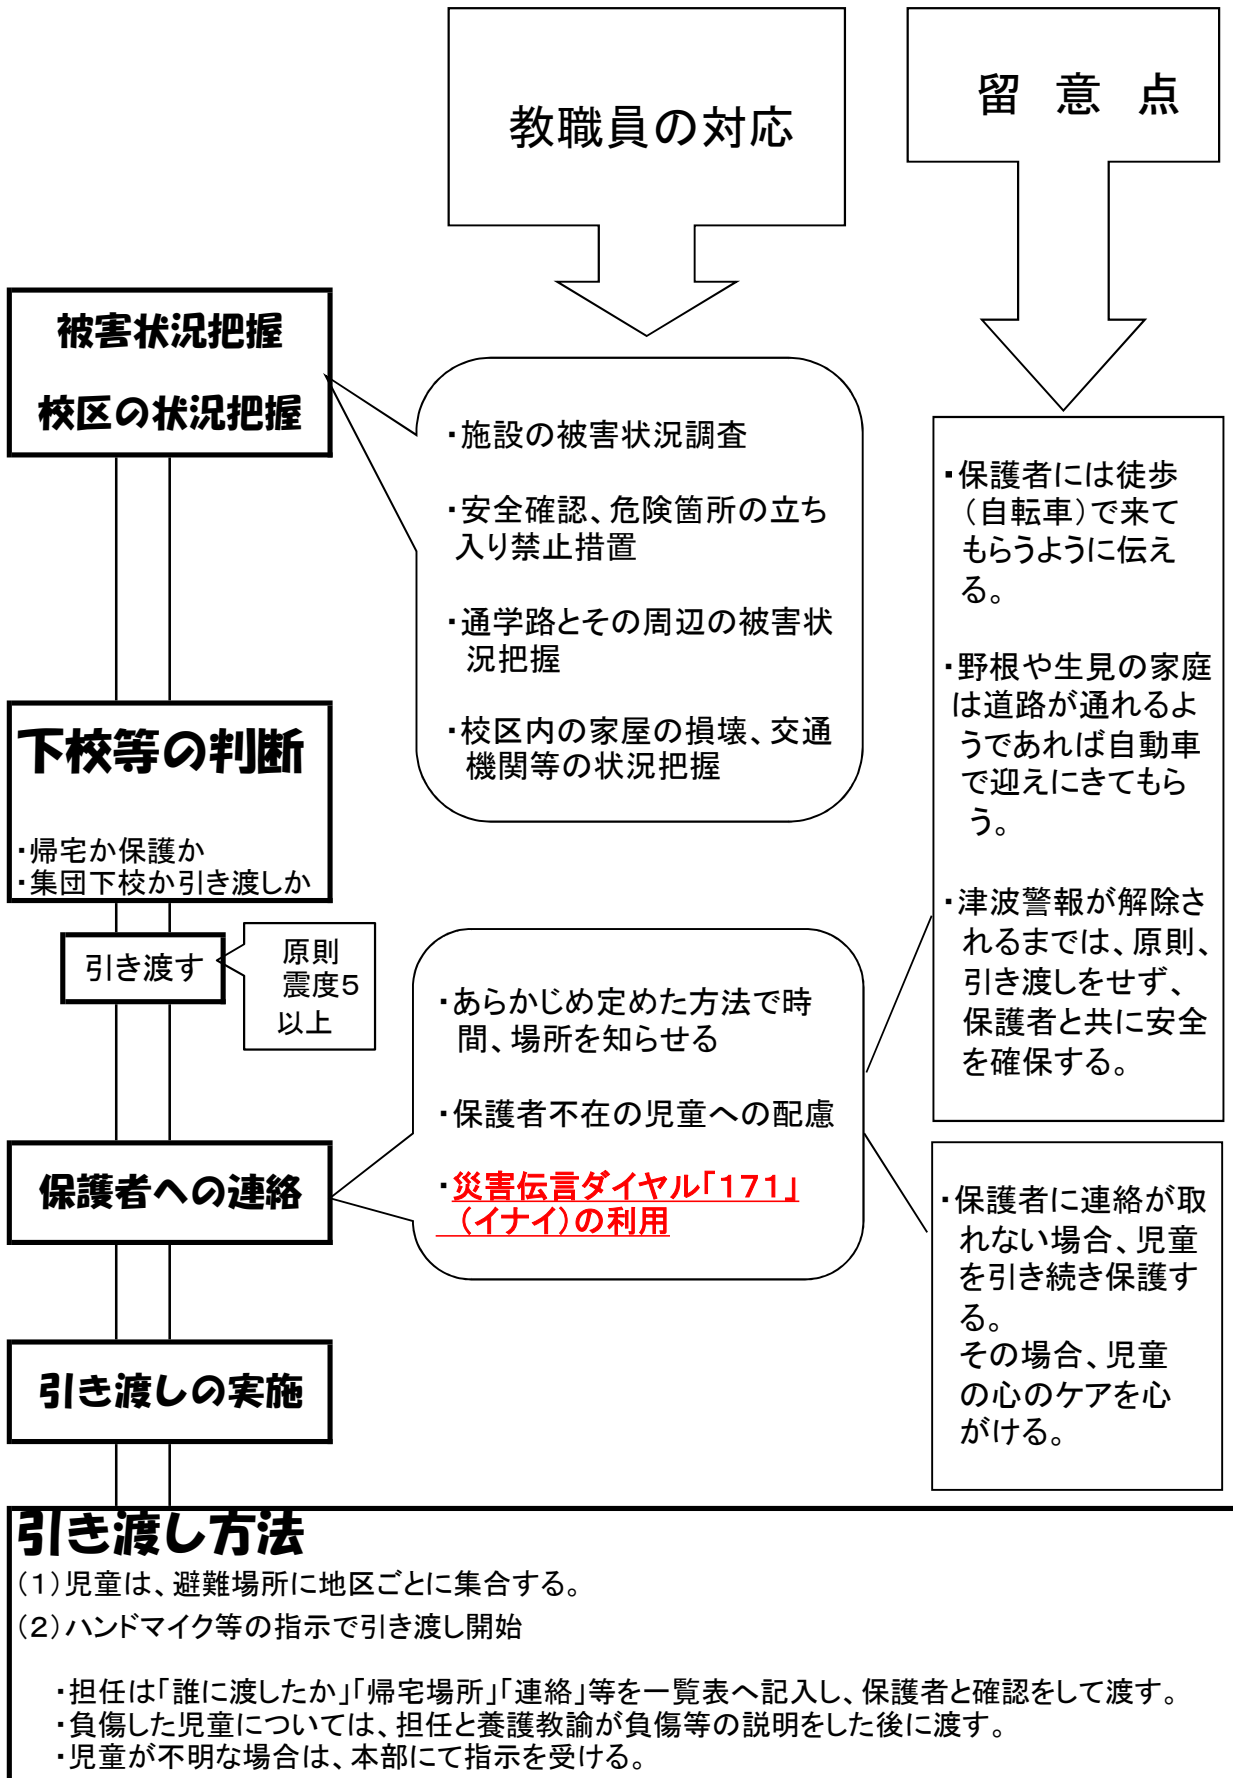 教職員の対応
留　意　点
被害状況把握
校区の状況把握
・施設の被害状況調査
・安全確認、危険箇所の立ち
入り禁止措置
・通学路とその周辺の被害状
況把握
・校区内の家屋の損壊、交通
機関等の状況把握
・保護者には徒歩
（自転車）で来て
もらうように伝え
る。
・野根や生見の家庭
は道路が通れるよ
うであれば自動車
で迎えにきてもら
う。
・津波警報が解除さ
れるまでは、原則、
引き渡しをせず、
保護者と共に安全
を確保する。
下校等の判断
・帰宅か保護か
・集団下校か引き渡しか
引き渡す
原則
震度５
以上
・あらかじめ定めた方法で時
間、場所を知らせる
・保護者不在の児童への配慮
・災害伝言ダイヤル「１７１」
（イナイ）の利用
保護者への連絡
・保護者に連絡が取
れない場合、児童
を引き続き保護す
る。
その場合、児童
の心のケアを心
がける。
引き渡しの実施
引き渡し方法
（１）児童は、避難場所に地区ごとに集合する。
（２）ハンドマイク等の指示で引き渡し開始
・担任は「誰に渡したか」「帰宅場所」「連絡」等を一覧表へ記入し、保護者と確認をして渡す。
・負傷した児童については、担任と養護教諭が負傷等の説明をした後に渡す。
・児童が不明な場合は、本部にて指示を受ける。